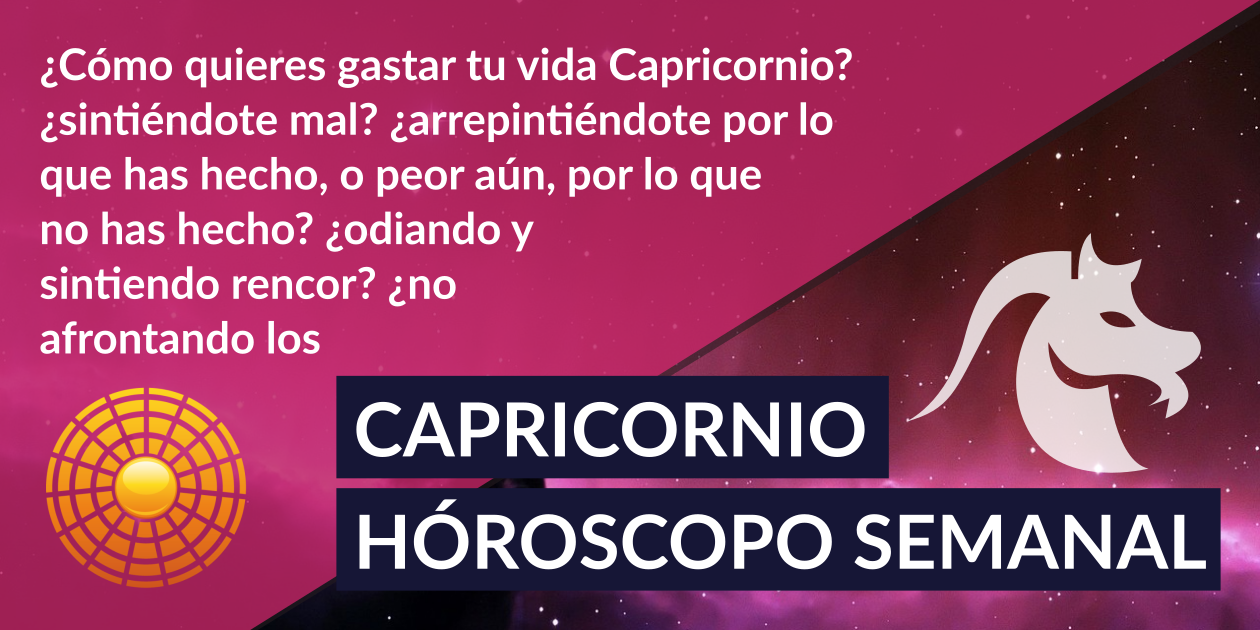 ¿Cómo quieres gastar tu vida Capricornio?
¿sintiéndote mal? ¿arrepintiéndote por lo
que has hecho, o peor aún, por lo que
no has hecho? ¿odiando y
sintiendo rencor? ¿no
afrontando los
CAPRICORNIO
HÓROSCOPO SEMANAL